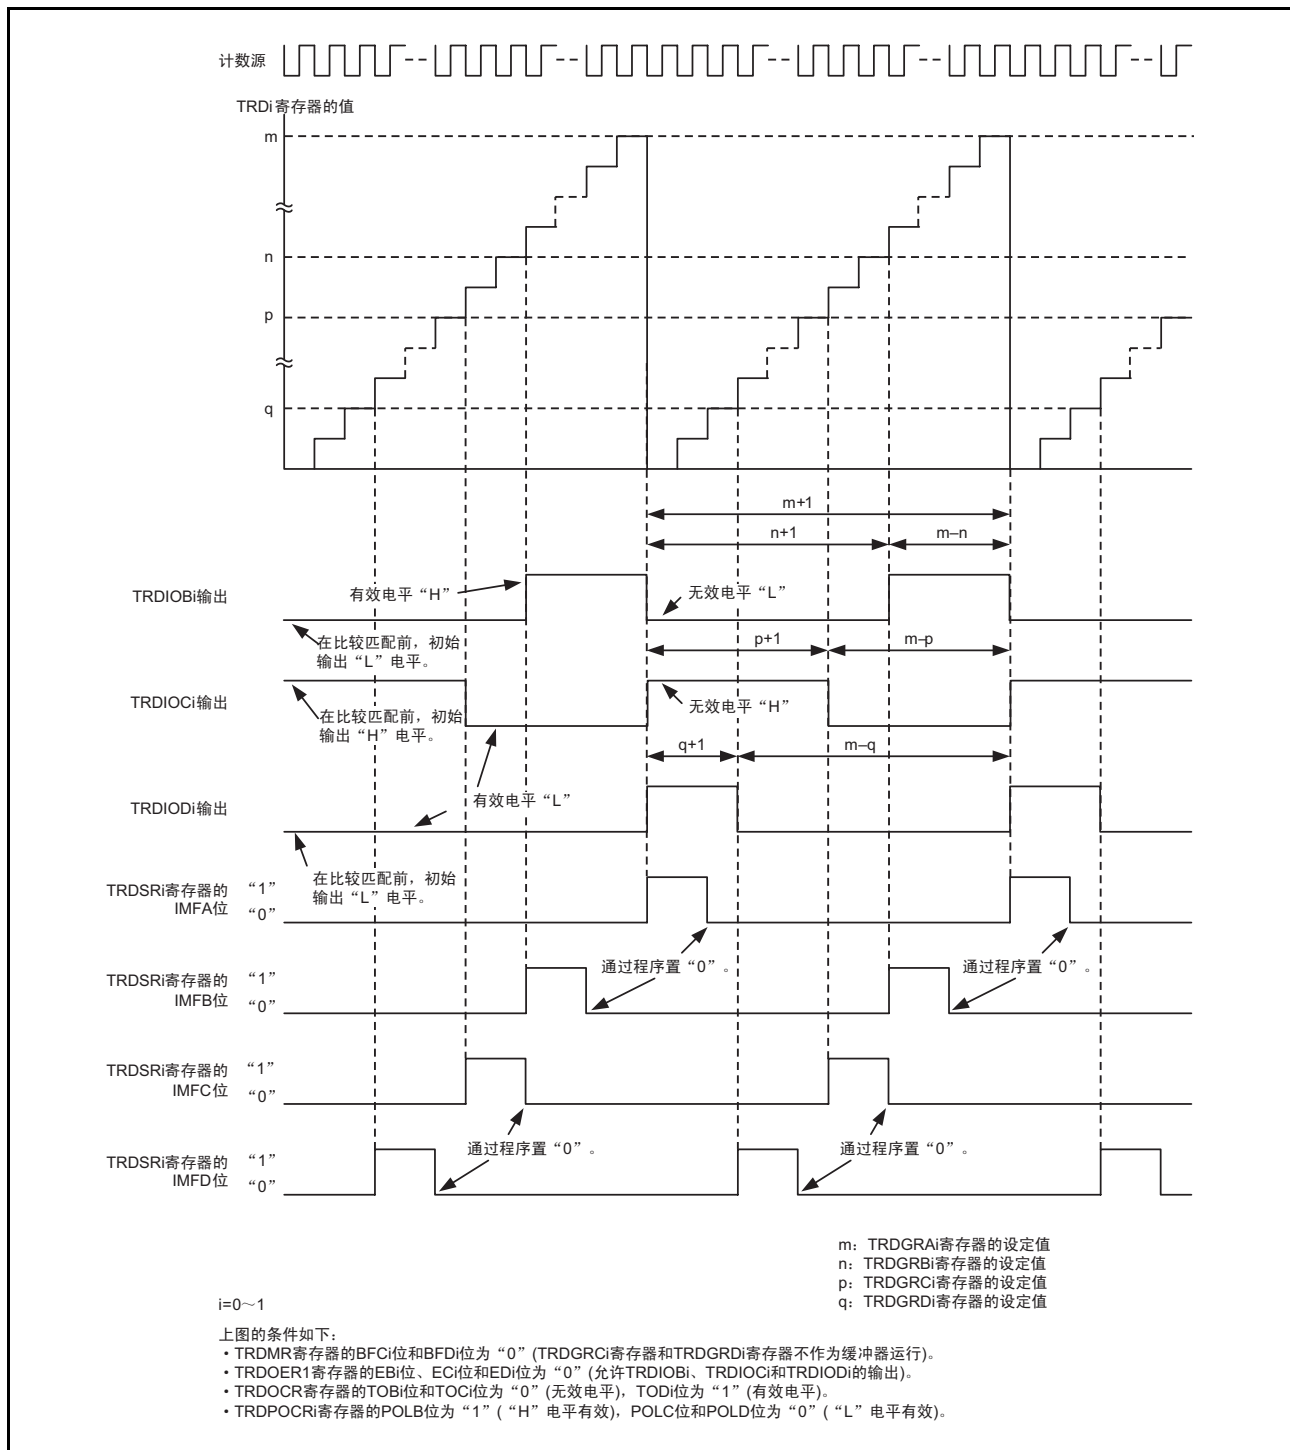 计数源
TRDi寄存器的值
m
n
p
q
m+1
n+1
m–n
TRDIOBi输出
有效电平“H”
无效电平“L”
在比较匹配前，初始
输出“L”电平。
p+1
m–p
TRDIOCi输出
无效电平“H”
在比较匹配前，初始
输出“H”电平。
q+1
m–q
TRDIODi输出
有效电平“L”
在比较匹配前，初始
输出“L”电平。
TRDSRi寄存器的
IMFA位
“1”
“0”
通过程序置“0”。
通过程序置“0”。
TRDSRi寄存器的
IMFB位
“1”
“0”
TRDSRi寄存器的
IMFC位
“1”
“0”
通过程序置“0”。
通过程序置“0”。
TRDSRi寄存器的
IMFD位
“1”
“0”
m：TRDGRAi寄存器的设定值
n：TRDGRBi寄存器的设定值
p：TRDGRCi寄存器的设定值
q：TRDGRDi寄存器的设定值
i=0～1
上图的条件如下：
•TRDMR寄存器的BFCi位和BFDi位为“0”(TRDGRCi寄存器和TRDGRDi寄存器不作为缓冲器运行)。
•TRDOER1寄存器的EBi位、ECi位和EDi位为“0”(允许TRDIOBi、TRDIOCi和TRDIODi的输出)。
•TRDOCR寄存器的TOBi位和TOCi位为“0”(无效电平)，TODi位为“1”(有效电平)。
•TRDPOCRi寄存器的POLB位为“1”(“H”电平有效)，POLC位和POLD位为“0”(“L”电平有效)。